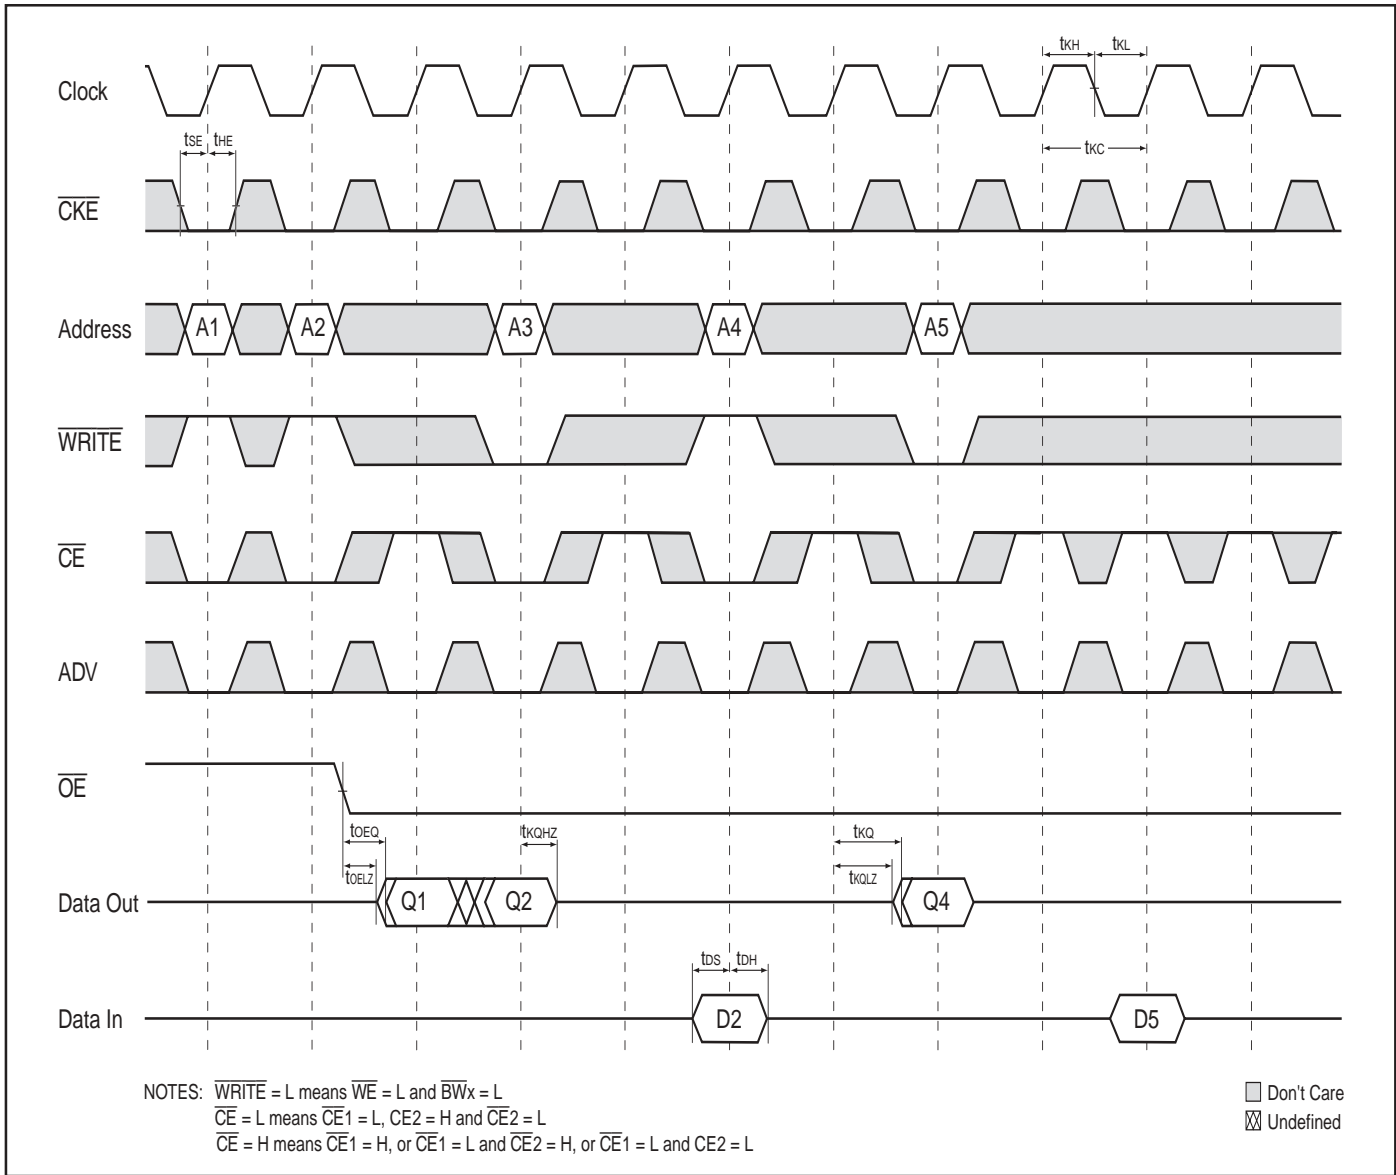 tKH tKL
Clock
tSE tHE
tKC
CKE
Address A1 A2 A3 A4 A5
WRITE
CE
ADV
OE
tOEQ tKQHZ tKQ
tOELZ tKQLZ
Data Out Q1 Q2 Q4
tDS tDH
Data In D2 D5
NOTES: WRITE = L means WE = L and BWx = L
CE = L means CE1 = L, CE2 = H and CE2 = L
CE = H means CE1 = H, or CE1 = L and CE2 = H, or CE1 = L and CE2 = L
Don't Care
Undefined